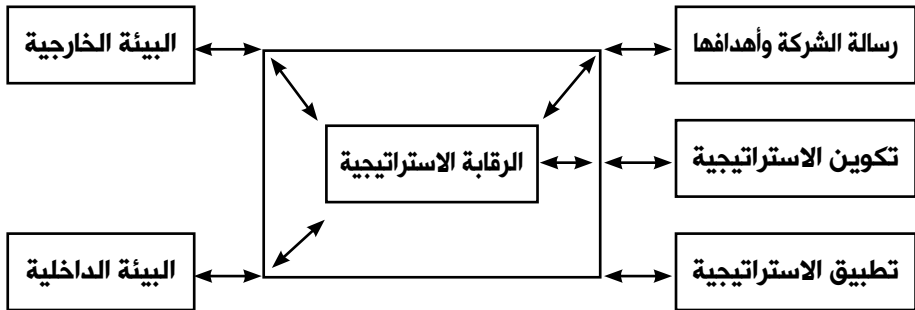 رسالة الشركة وأهدافها
البيئة الخارجية
تكوين الاستراتيجية
الرقابة الاستراتيجية
تطبيق الاستراتيجية
البيئة الداخلية